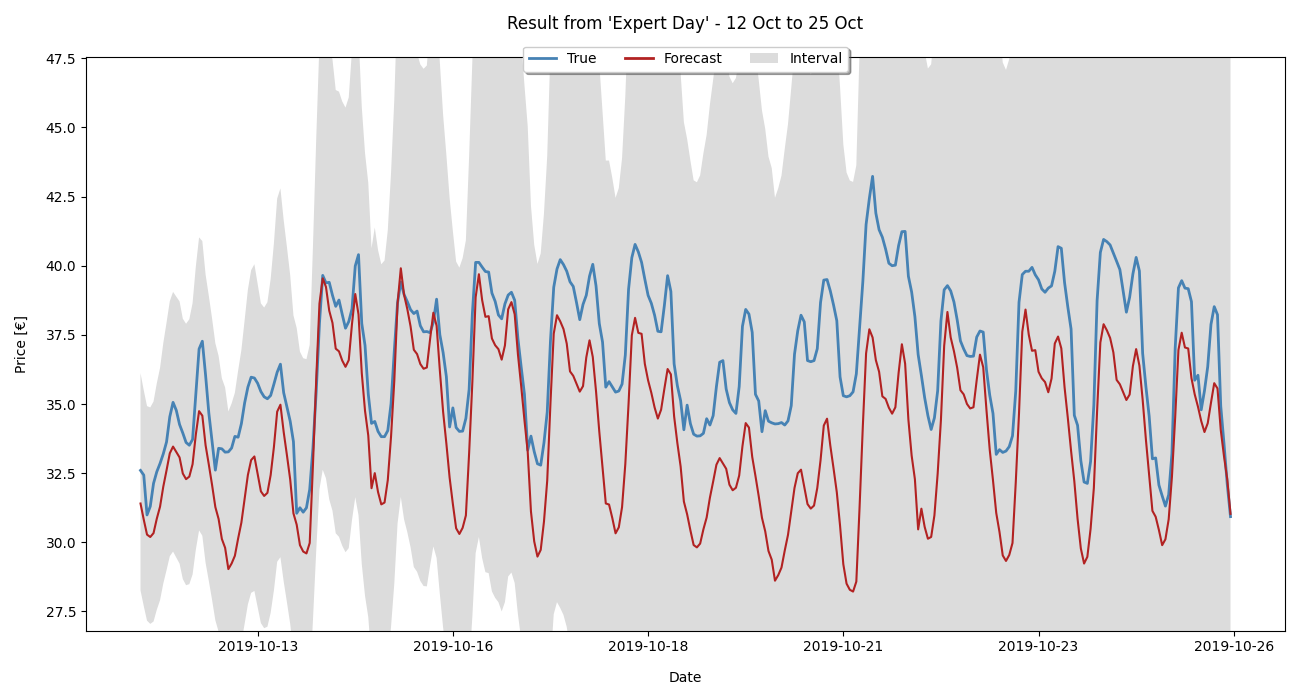 Result from 'Expert Day' - 12 Oct to 25 Oct
True Forecast Interval
47.5
45.0
42.5
40.0
37.5
35.0
32.5
30.0
27.5
Price [€]
2019-10-13 2019-10-16 2019-10-18 2019-10-21 2019-10-23 2019-10-26
Date